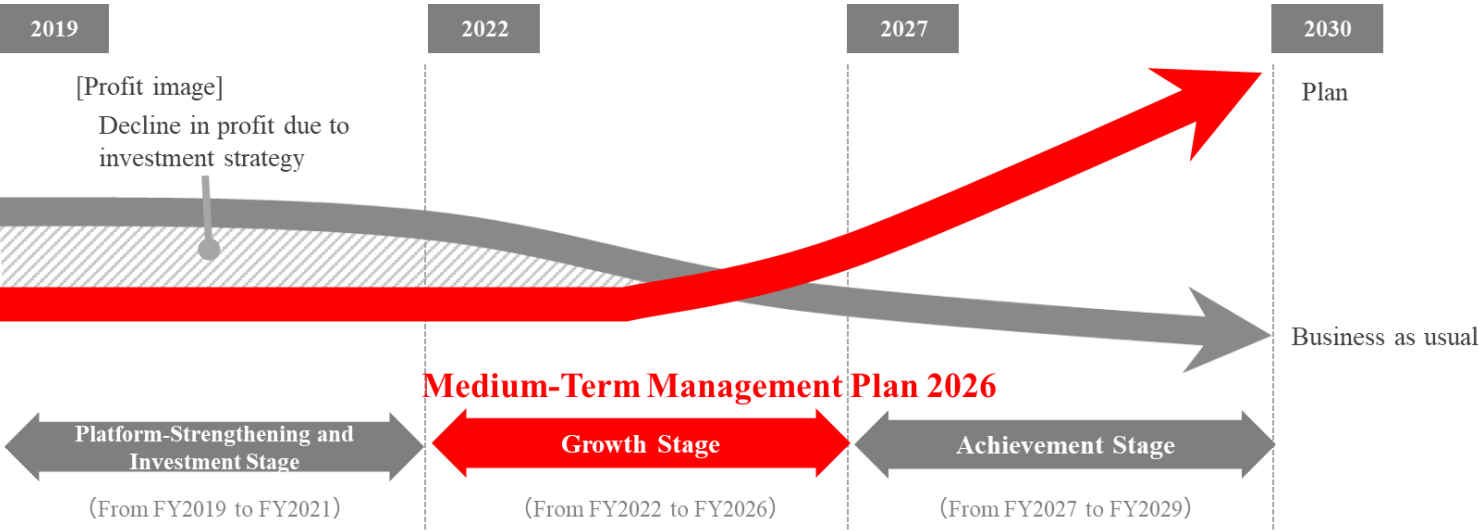 2019
2022
2027
2030
[Profit image]
Decline in profit due to
investment strategy
Plan
Business as usual
Medium-Term Management Plan 2026
Platform-Strengthening and
Investment Stage
Growth Stage
Achievement Stage
(From FY2019 to FY2021)
(From FY2022 to FY2026)
(From FY2027 to FY2029)